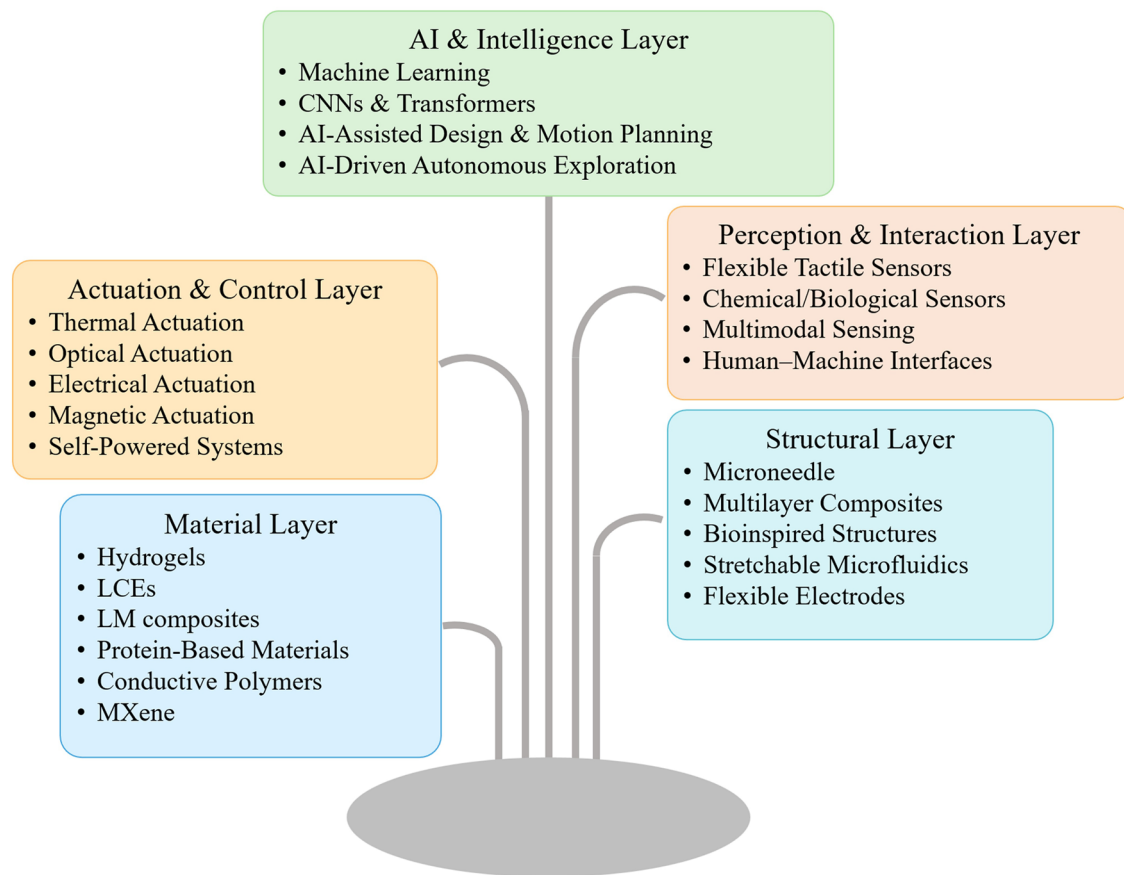 AI & Intelligence Layer
• Machine Learning
• CNNs & Transformers
• AI-Assisted Design & Motion Planning
• AI-Driven Autonomous Exploration
Perception & Interaction Layer
• Flexible Tactile Sensors
• Chemical/Biological Sensors
• Multimodal Sensing
• Human–Machine Interfaces
Actuation & Control Layer
• Thermal Actuation
• Optical Actuation
• Electrical Actuation
• Magnetic Actuation
• Self-Powered Systems
Structural Layer
• Microneedle
• Multilayer Composites
• Bioinspired Structures
• Stretchable Microfluidics
• Flexible Electrodes
Material Layer
• Hydrogels
• LCEs
• LM composites
• Protein-Based Materials
• Conductive Polymers
• MXene